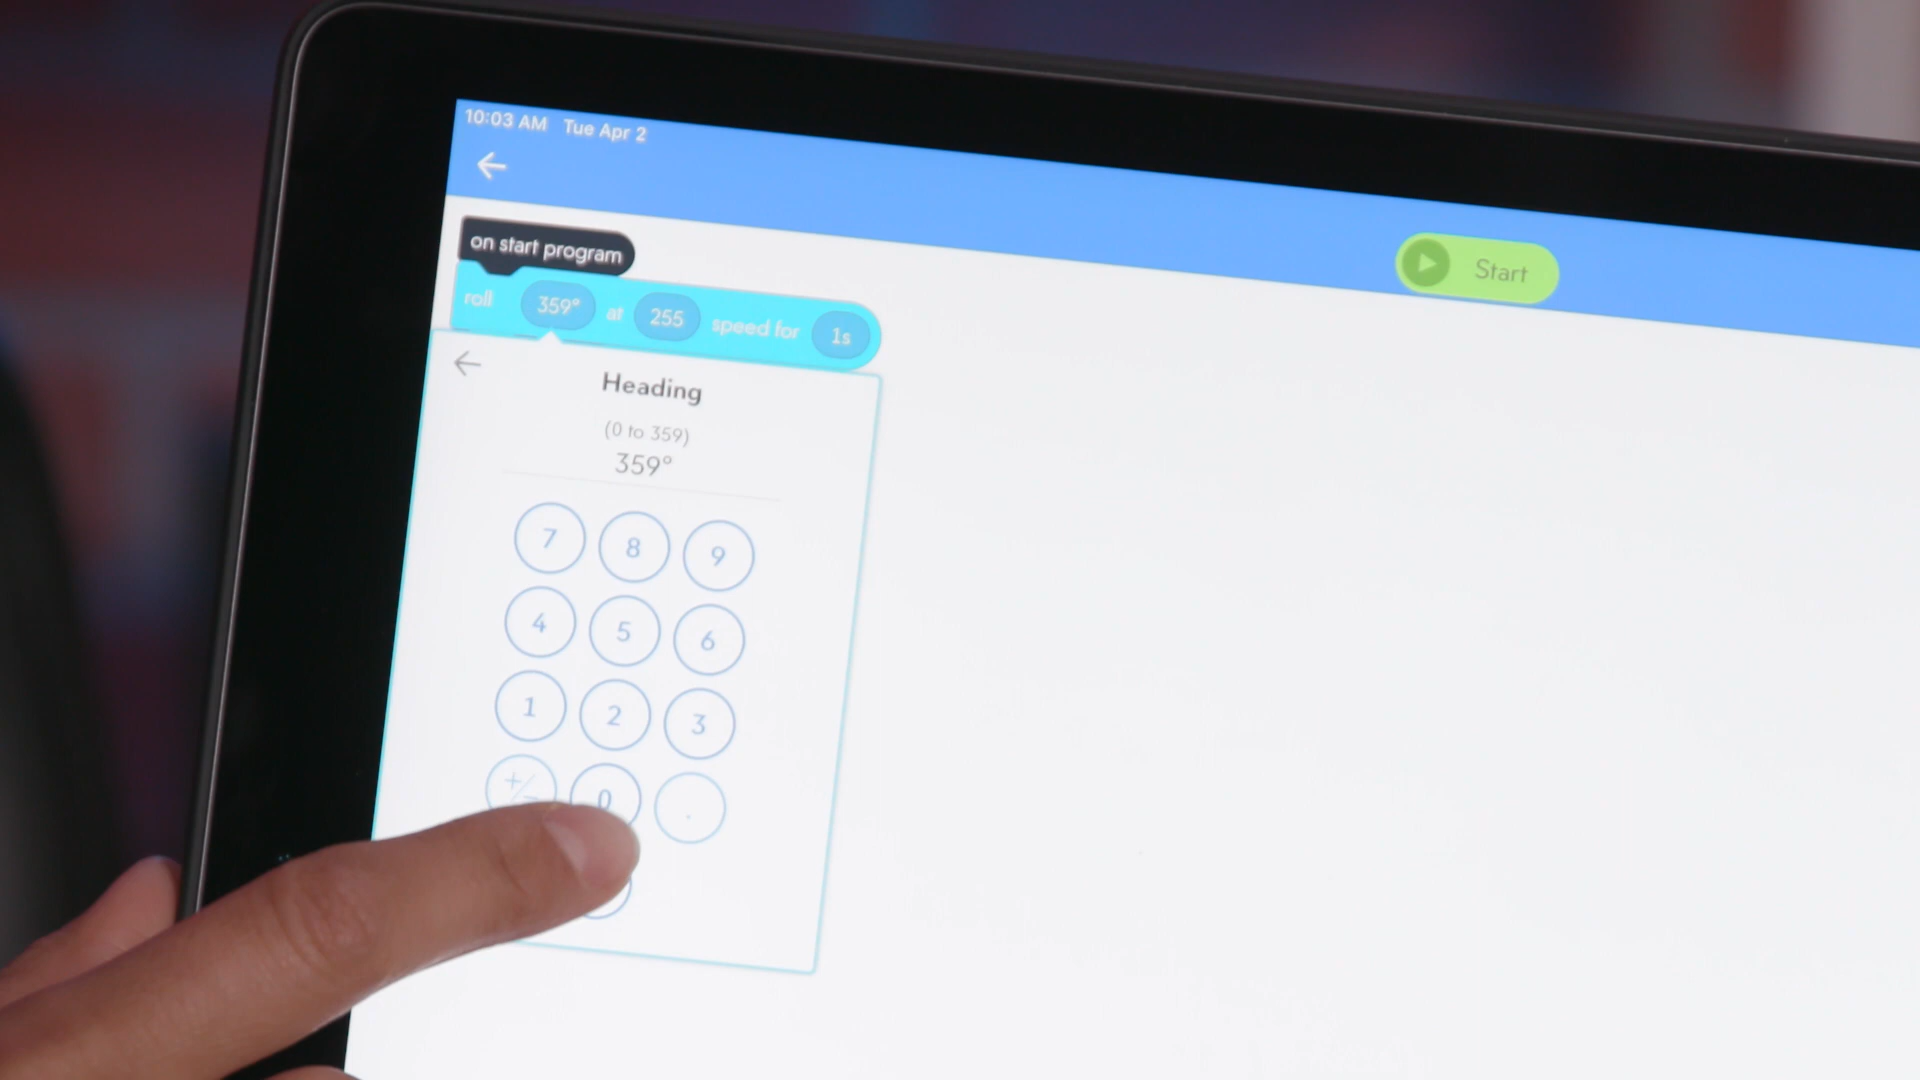 10:03 AM Tue Apr 2
Start
on start program
roll 359° at 255 speed for 1s
Heading
(0 to 359)
359°
7 8 9
4 5 6
1 2 3
+/- 0 .